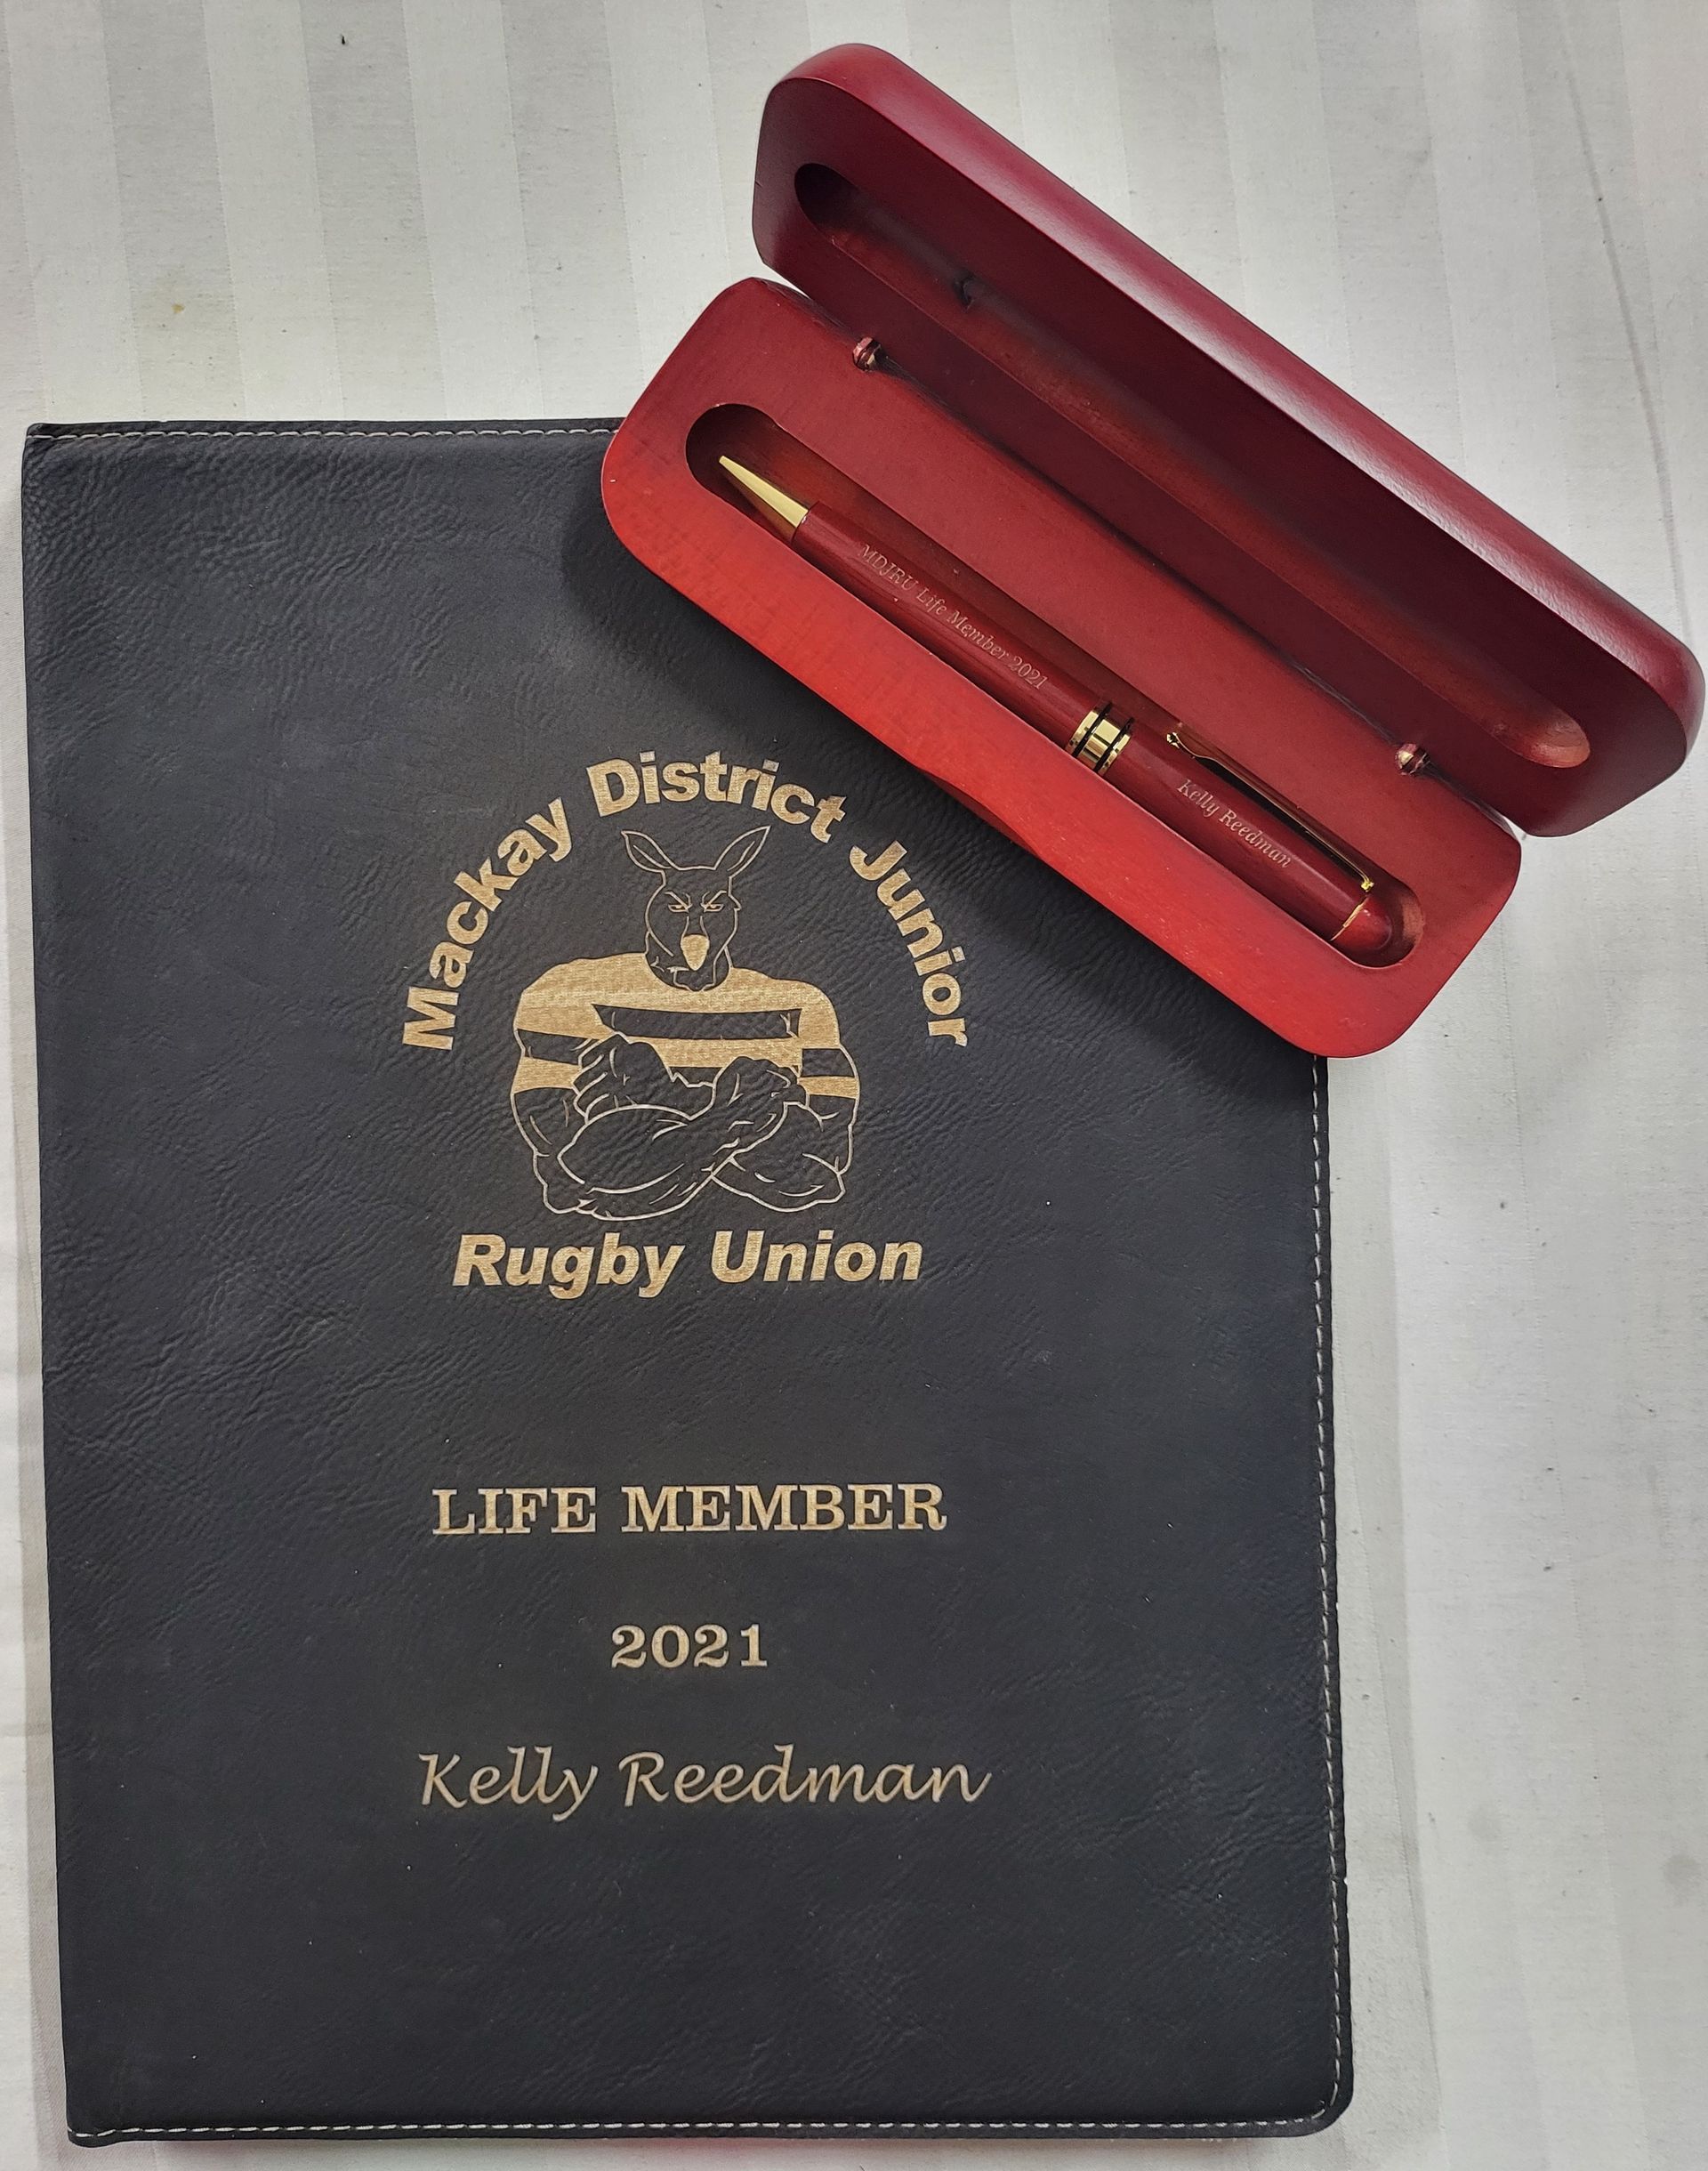 MDJRU Life Member 2021
Kelly Reedman
Mackay District Junior
Rugby Union
LIFE MEMBER
2021
Kelly Reedman